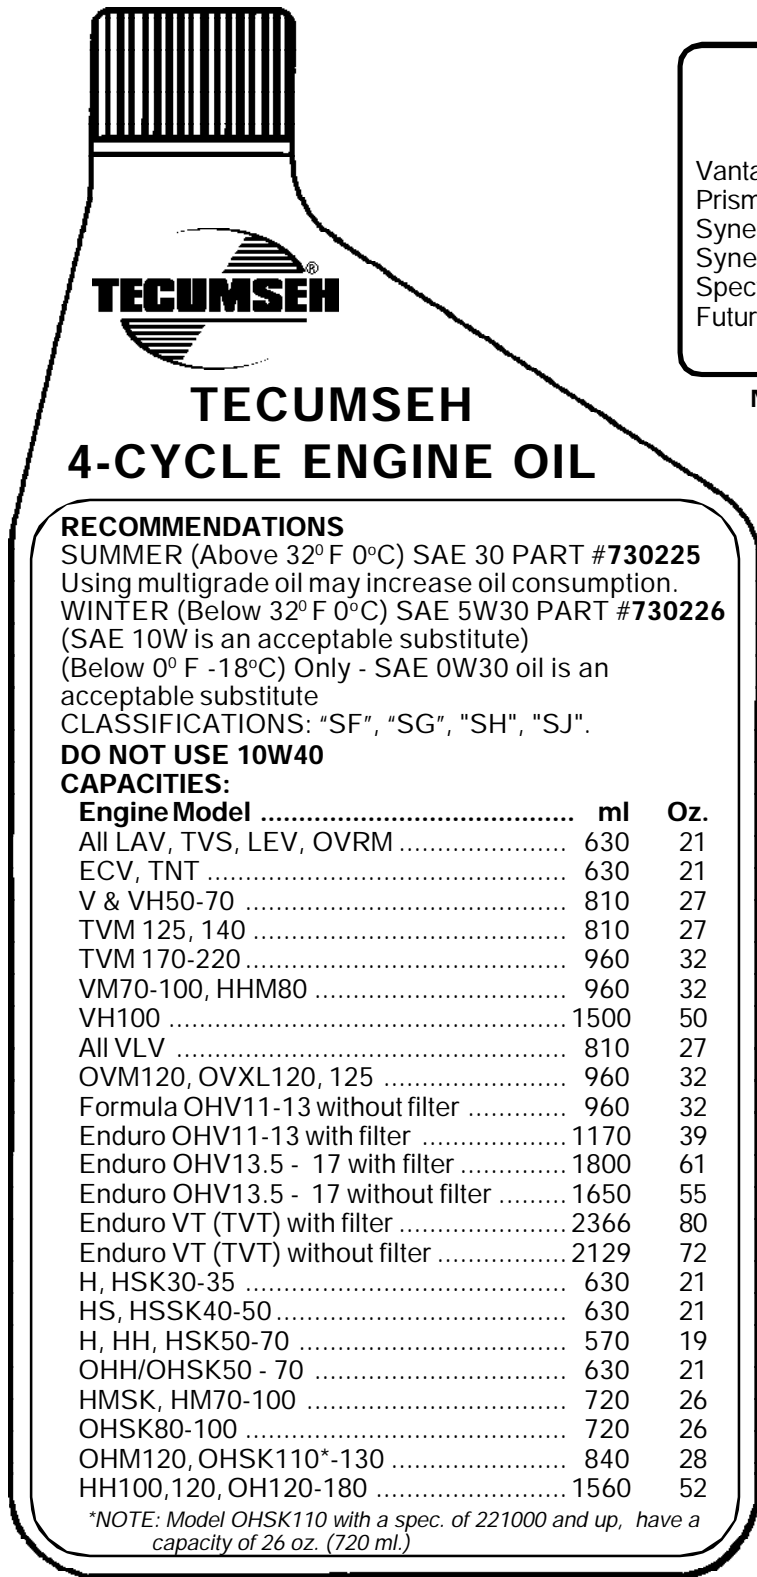 TECUMSEH®
TECUMSEH
4-CYCLE ENGINE OIL
RECOMMENDATIONS
SUMMER (Above 32⁰ F 0ºC) SAE 30 PART #730225
Using multigrade oil may increase oil consumption.
WINTER (Below 32⁰ F 0ºC) SAE 5W30 PART #730226
(SAE 10W is an acceptable substitute)
(Below 0⁰ F -18ºC) Only - SAE 0W30 oil is an
acceptable substitute
CLASSIFICATIONS: “SF”, “SG”, "SH", "SJ".
DO NOT USE 10W40
CAPACITIES:
Engine Model ......................................... ml Oz.
All LAV, TVS, LEV, OVRM ...................... 630 21
ECV, TNT ............................................... 630 21
V & VH50-70 .......................................... 810 27
TVM 125, 140 ......................................... 810 27
TVM 170-220 .......................................... 960 32
VM70-100, HHM80 ................................. 960 32
VH100 .................................................... 1500 50
All VLV ................................................... 810 27
OVM120, OVXL120, 125 ........................ 960 32
Formula OHV11-13 without filter ............. 960 32
Enduro OHV11-13 with filter ................... 1170 39
Enduro OHV13.5 - 17 with filter .............. 1800 61
Enduro OHV13.5 - 17 without filter ......... 1650 55
Enduro VT (TVT) with filter ...................... 2366 80
Enduro VT (TVT) without filter ................. 2129 72
H, HSK30-35 .......................................... 630 21
HS, HSSK40-50 ...................................... 630 21
H, HH, HSK50-70 ................................... 570 19
OHH/OHSK50 - 70 ................................. 630 21
HMSK, HM70-100 .................................. 720 26
OHSK80-100 .......................................... 720 26
OHM120, OHSK110*-130 ....................... 840 28
HH100,120, OH120-180 ......................... 1560 52
*NOTE: Model OHSK110 with a spec. of 221000 and up, have a
capacity of 26 oz. (720 ml.)